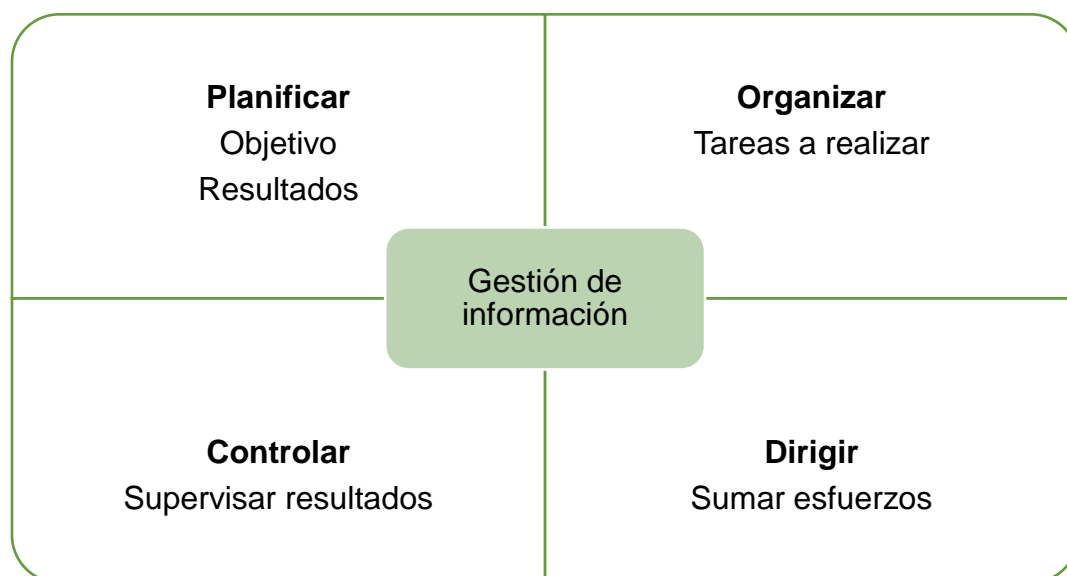 Planificar
Objetivo
Resultados
Organizar
Tareas a realizar
Gestión de
información
Controlar
Supervisar resultados
Dirigir
Sumar esfuerzos